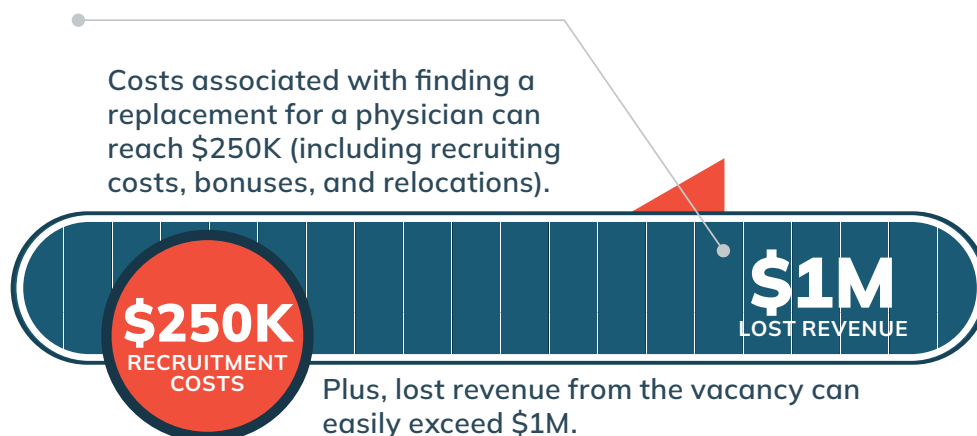 Costs associated with finding a
replacement for a physician can
reach $250K (including recruiting
costs, bonuses, and relocations).
$250K
RECRUITMENT
COSTS
$1M
LOST REVENUE
Plus, lost revenue from the vacancy can
easily exceed $1M.